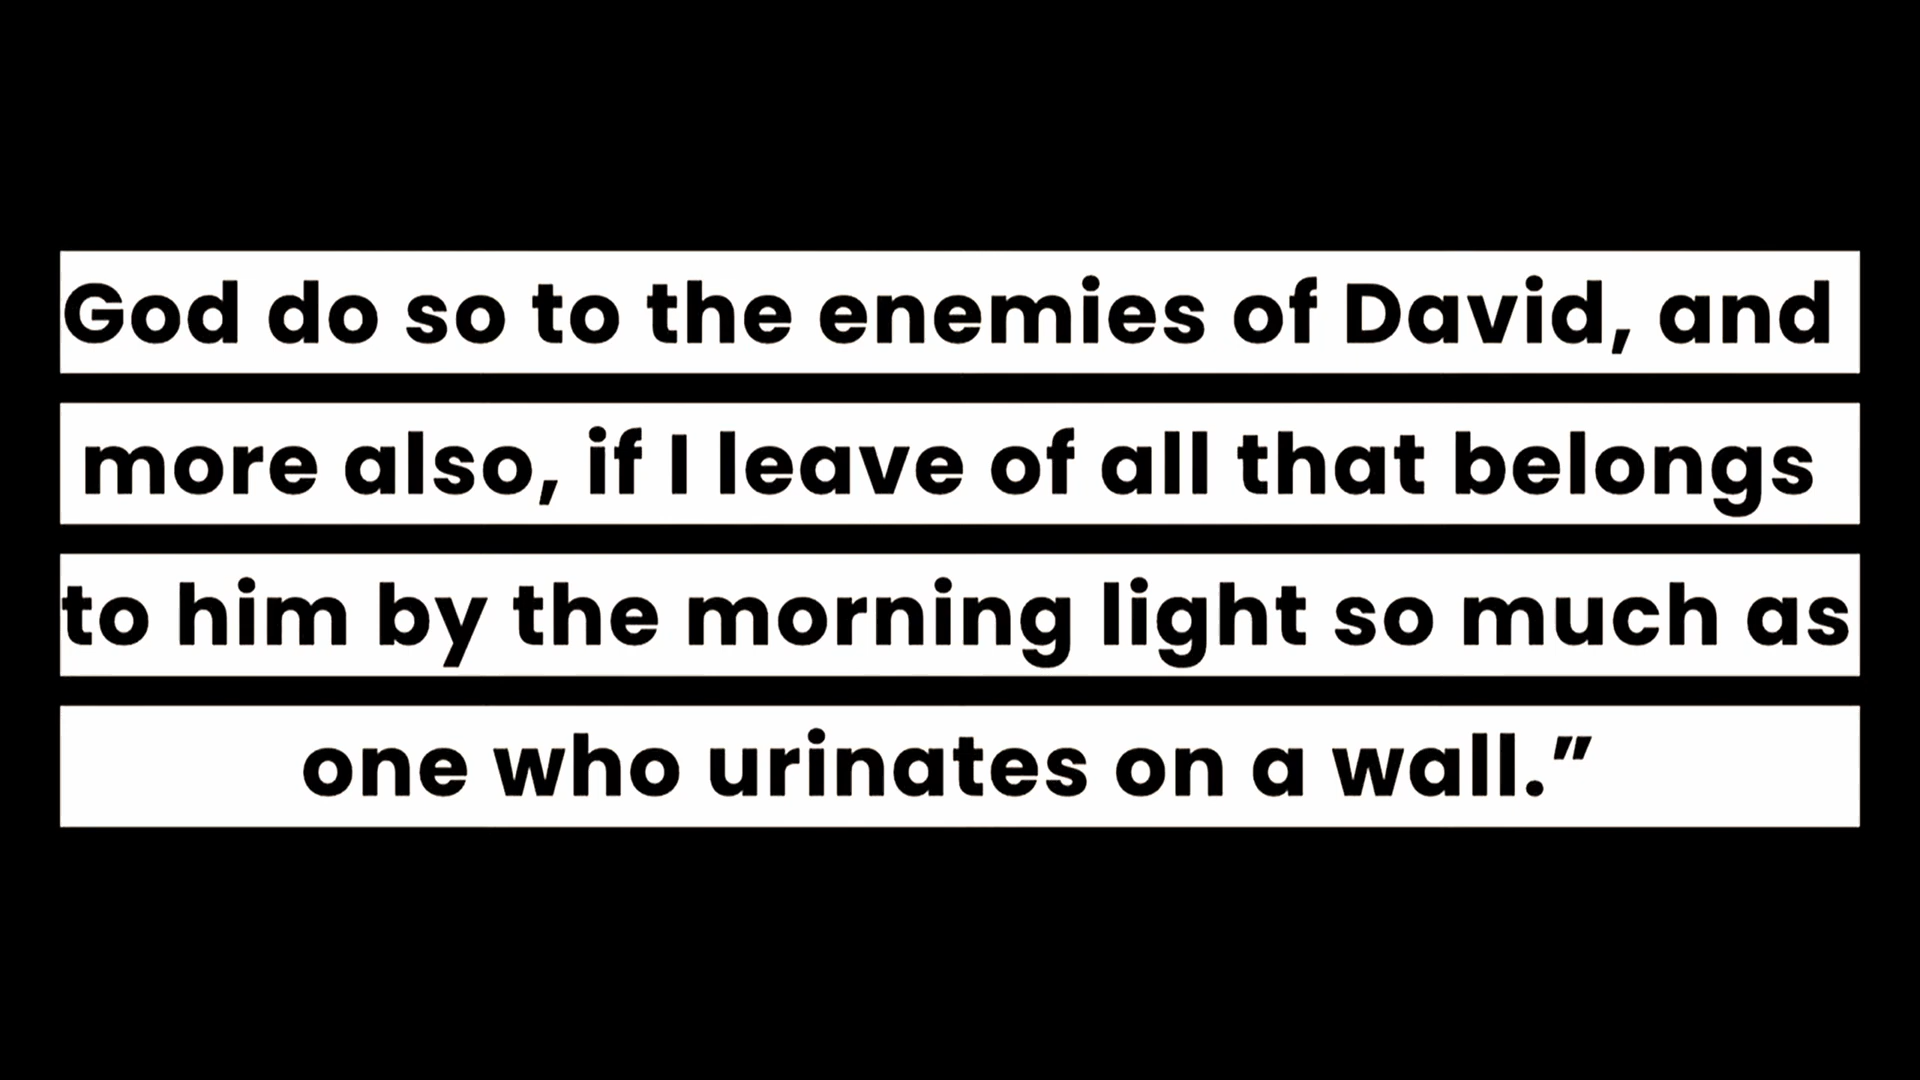 God do so to the enemies of David, and
more also, if I leave of all that belongs
to him by the morning light so much as
one who urinates on a wall.”